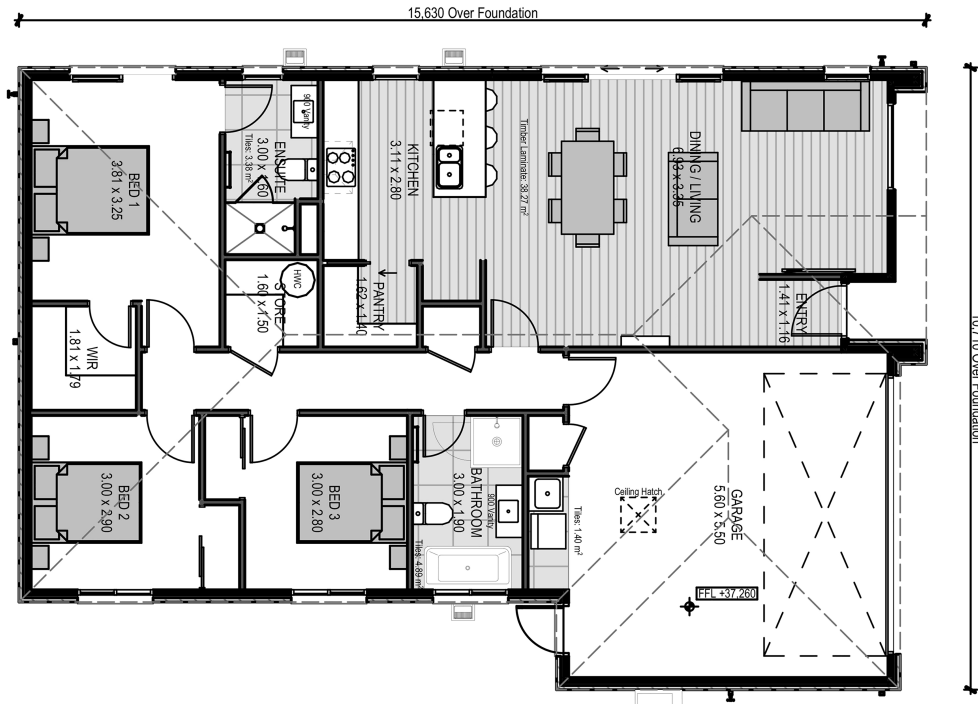 15,630 Over Foundation
900 Vanity
ENSUITE
3.00 x 1.60
Tiles: 3.38 m²
KITCHEN
3.11 x 2.80
Timber Laminate: 38.27 m²
DINING / LIVING
6.93 x 3.35
BED 1
3.81 x 3.25
HWC
STORE
1.60 x 1.50
PANTRY
1.62 x 1.40
ENTRY
1.41 x 1.16
WIR
1.81 x 1.79
Over Foundation
BED 2
3.00 x 2.90
BED 3
3.00 x 2.80
BATHROOM
3.00 x 1.90
900 Vanity
Tiles: 4.89 m²
Tiles: 1.40 m²
Ceiling Hatch
GARAGE
5.60 x 5.50
FFL +37,260